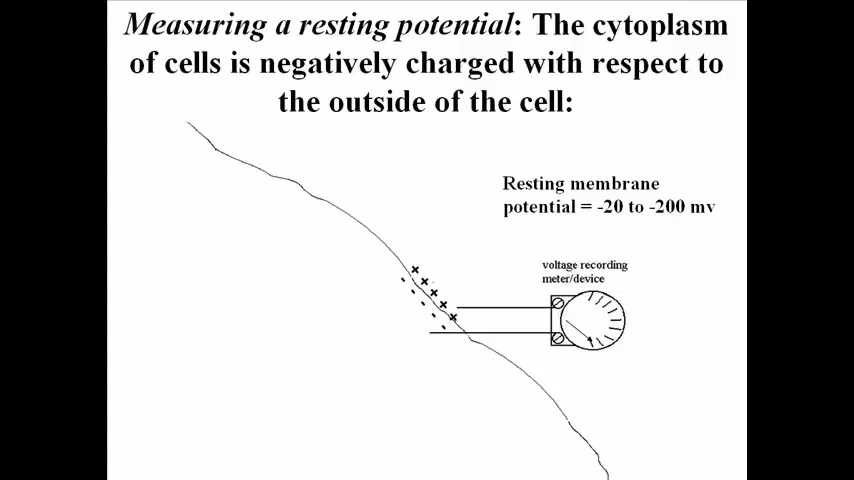 Measuring a resting potential: The cytoplasm
of cells is negatively charged with respect to
the outside of the cell:
Resting membrane
potential = -20 to -200 mv
voltage recording
meter/device